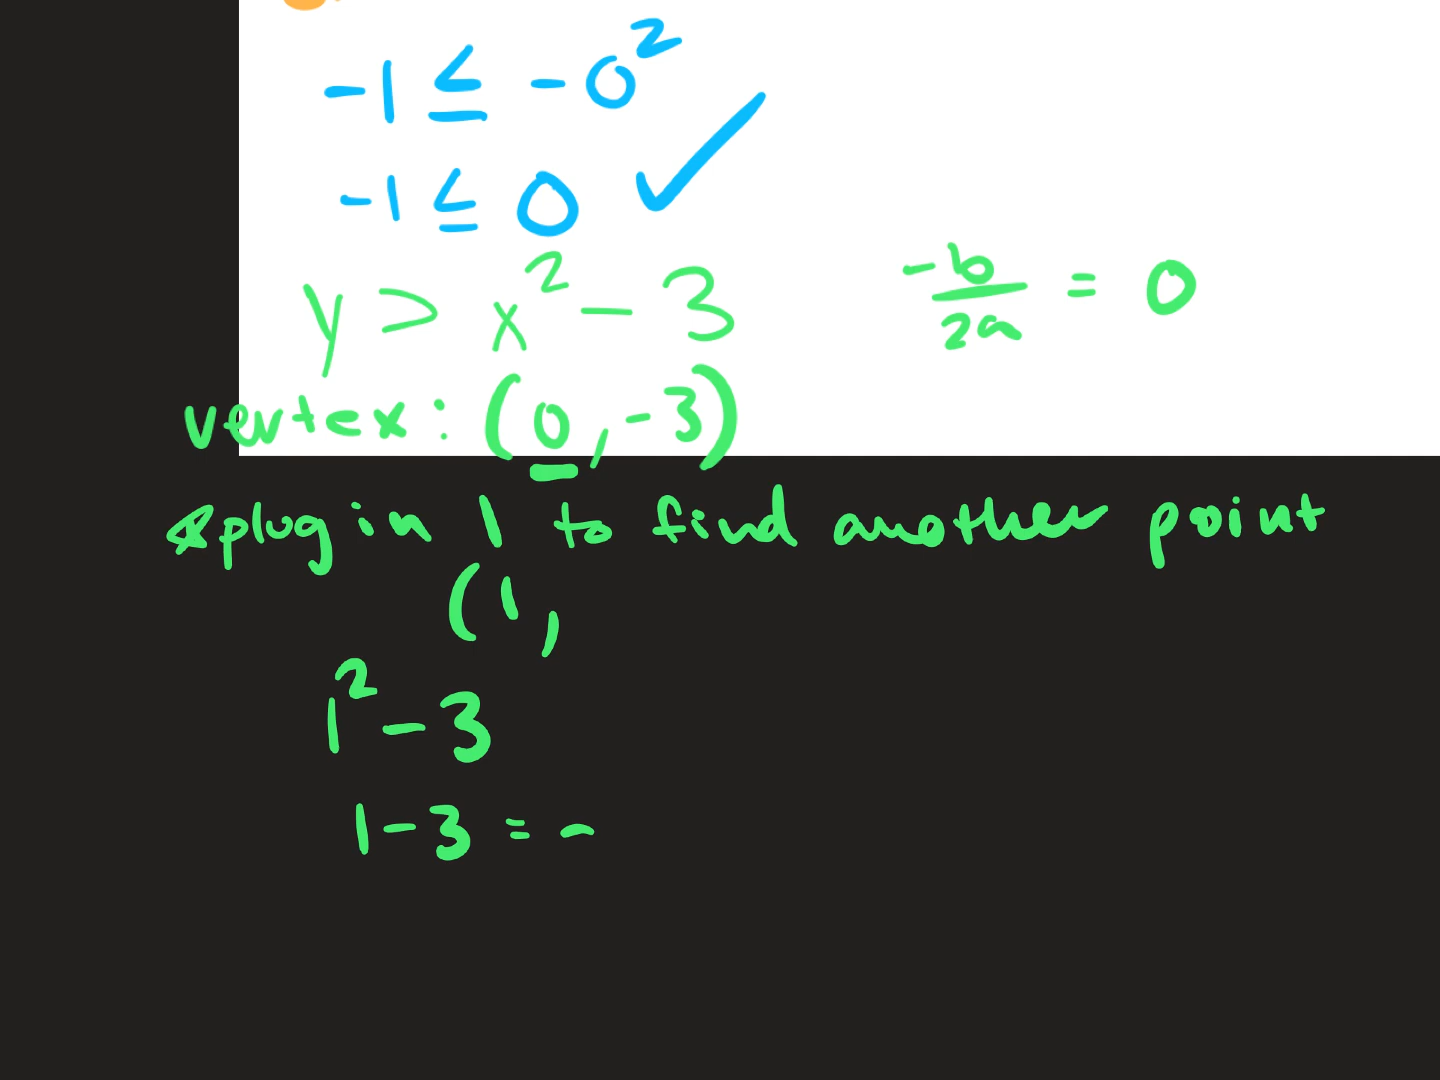 -1 ≤ -0²
-1 ≤ 0 ✓
y > x² - 3
-b/2a = 0
vertex: (0, -3)
*plug in 1 to find another point
(1,
1² - 3
1 - 3 = -